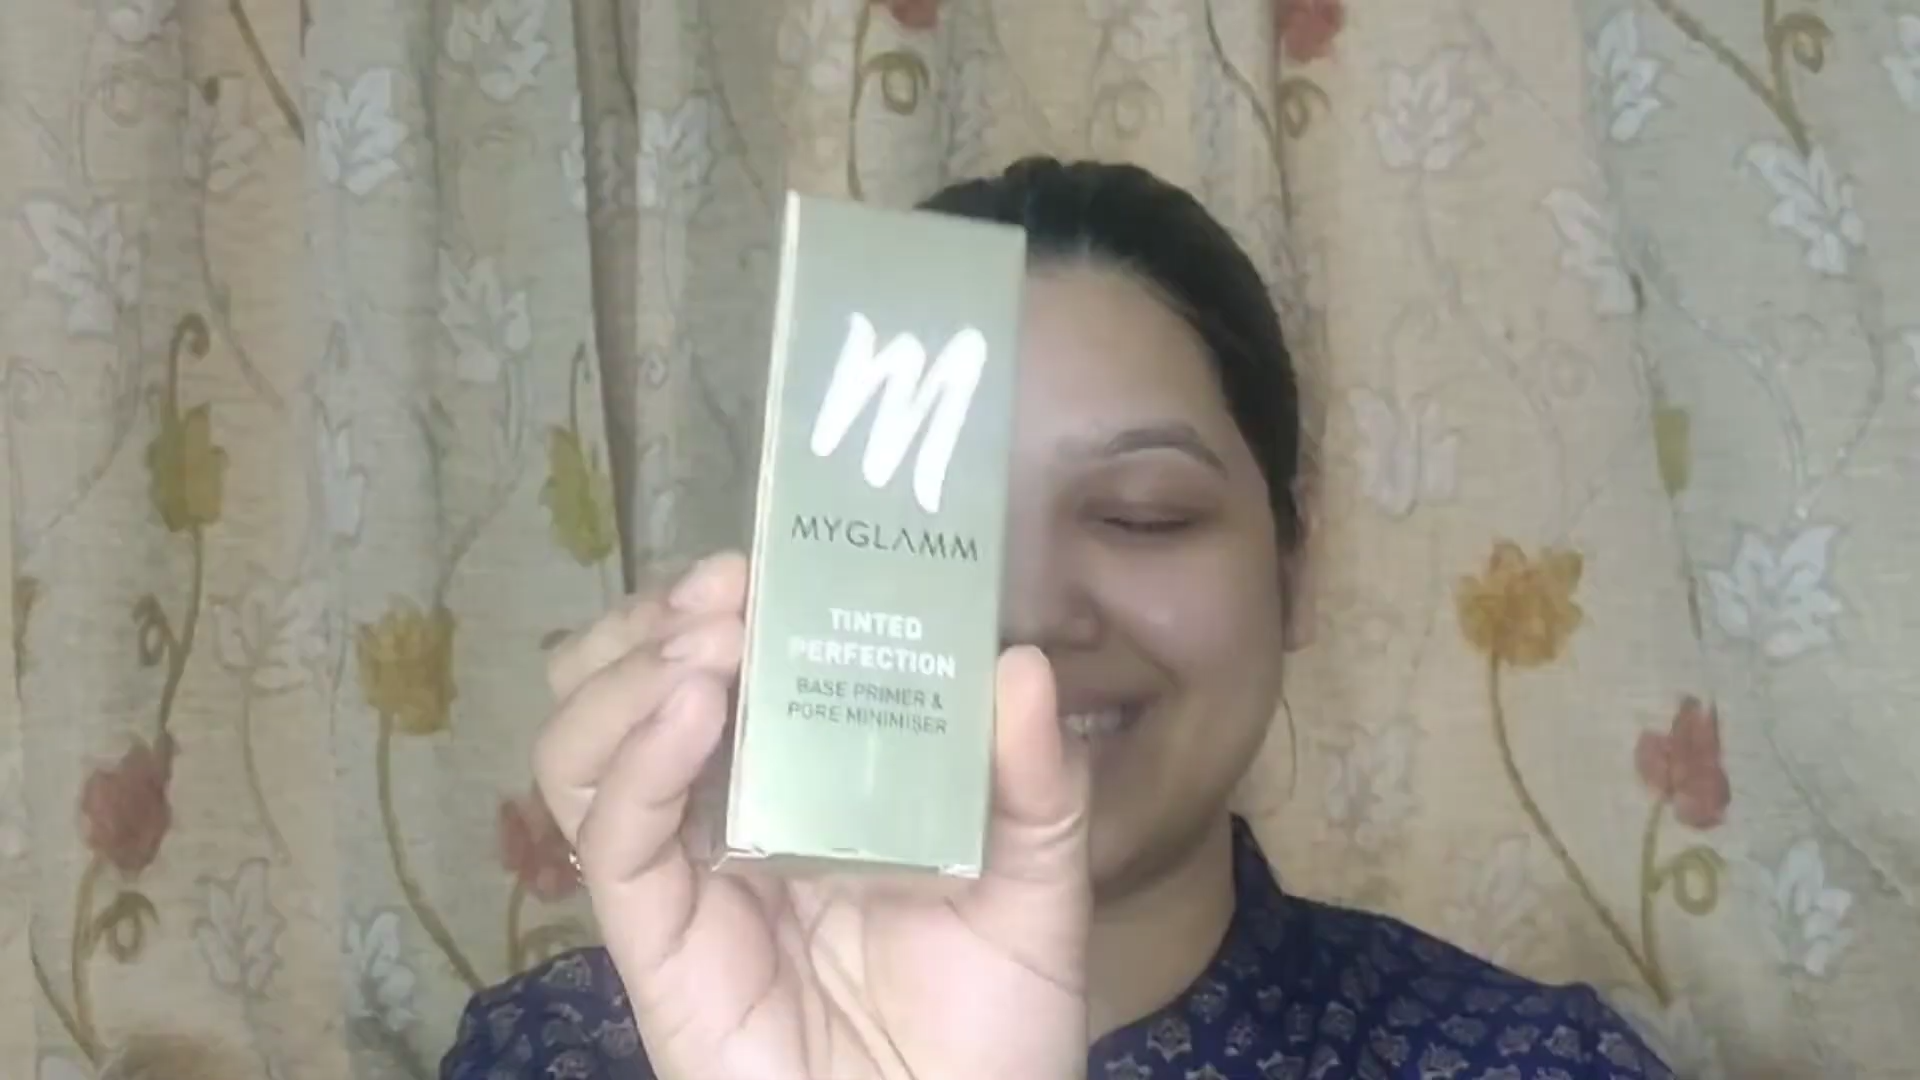 M
MYGLAMM
TINTED
PERFECTION
BASE PRIMER &
PORE MINIMISER